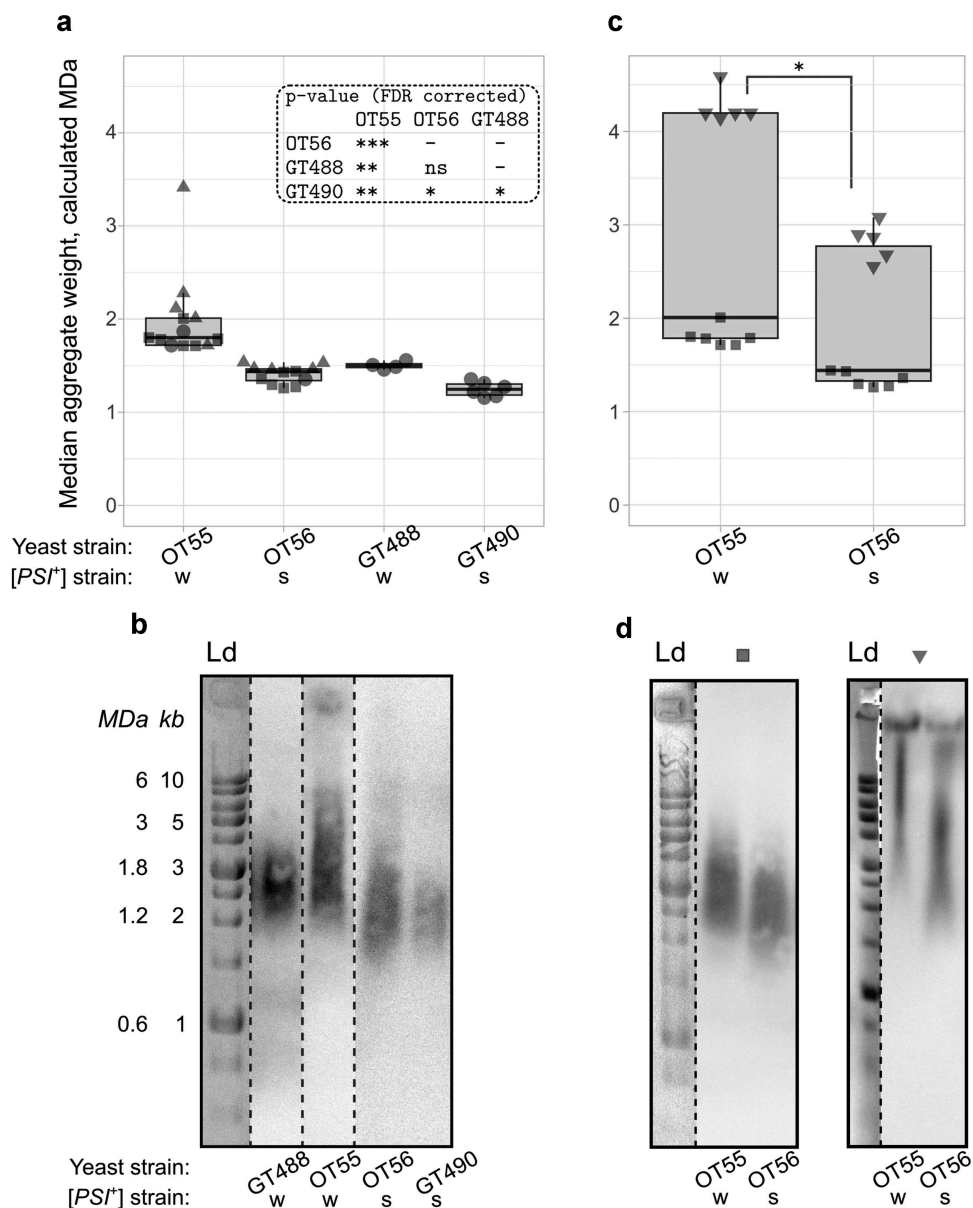 a
Median aggregate weight, calculated MDa
4
3
2
1
0
p-value (FDR corrected)
OT55 OT56 GT488
OT56 *** – –
GT488 ** ns –
GT490 ** * *
Yeast strain: OT55 OT56 GT488 GT490
[PSI⁺] strain: w s w s
c
4
3
2
1
0
*
OT55 OT56
w s
b
Ld
MDa kb
6 10
3 5
1.8 3
1.2 2
0.6 1
Yeast strain: GT488 OT55 OT56 GT490
[PSI⁺] strain: w w s s
d
Ld Ld
OT55 OT56 OT55 OT56
w s w s